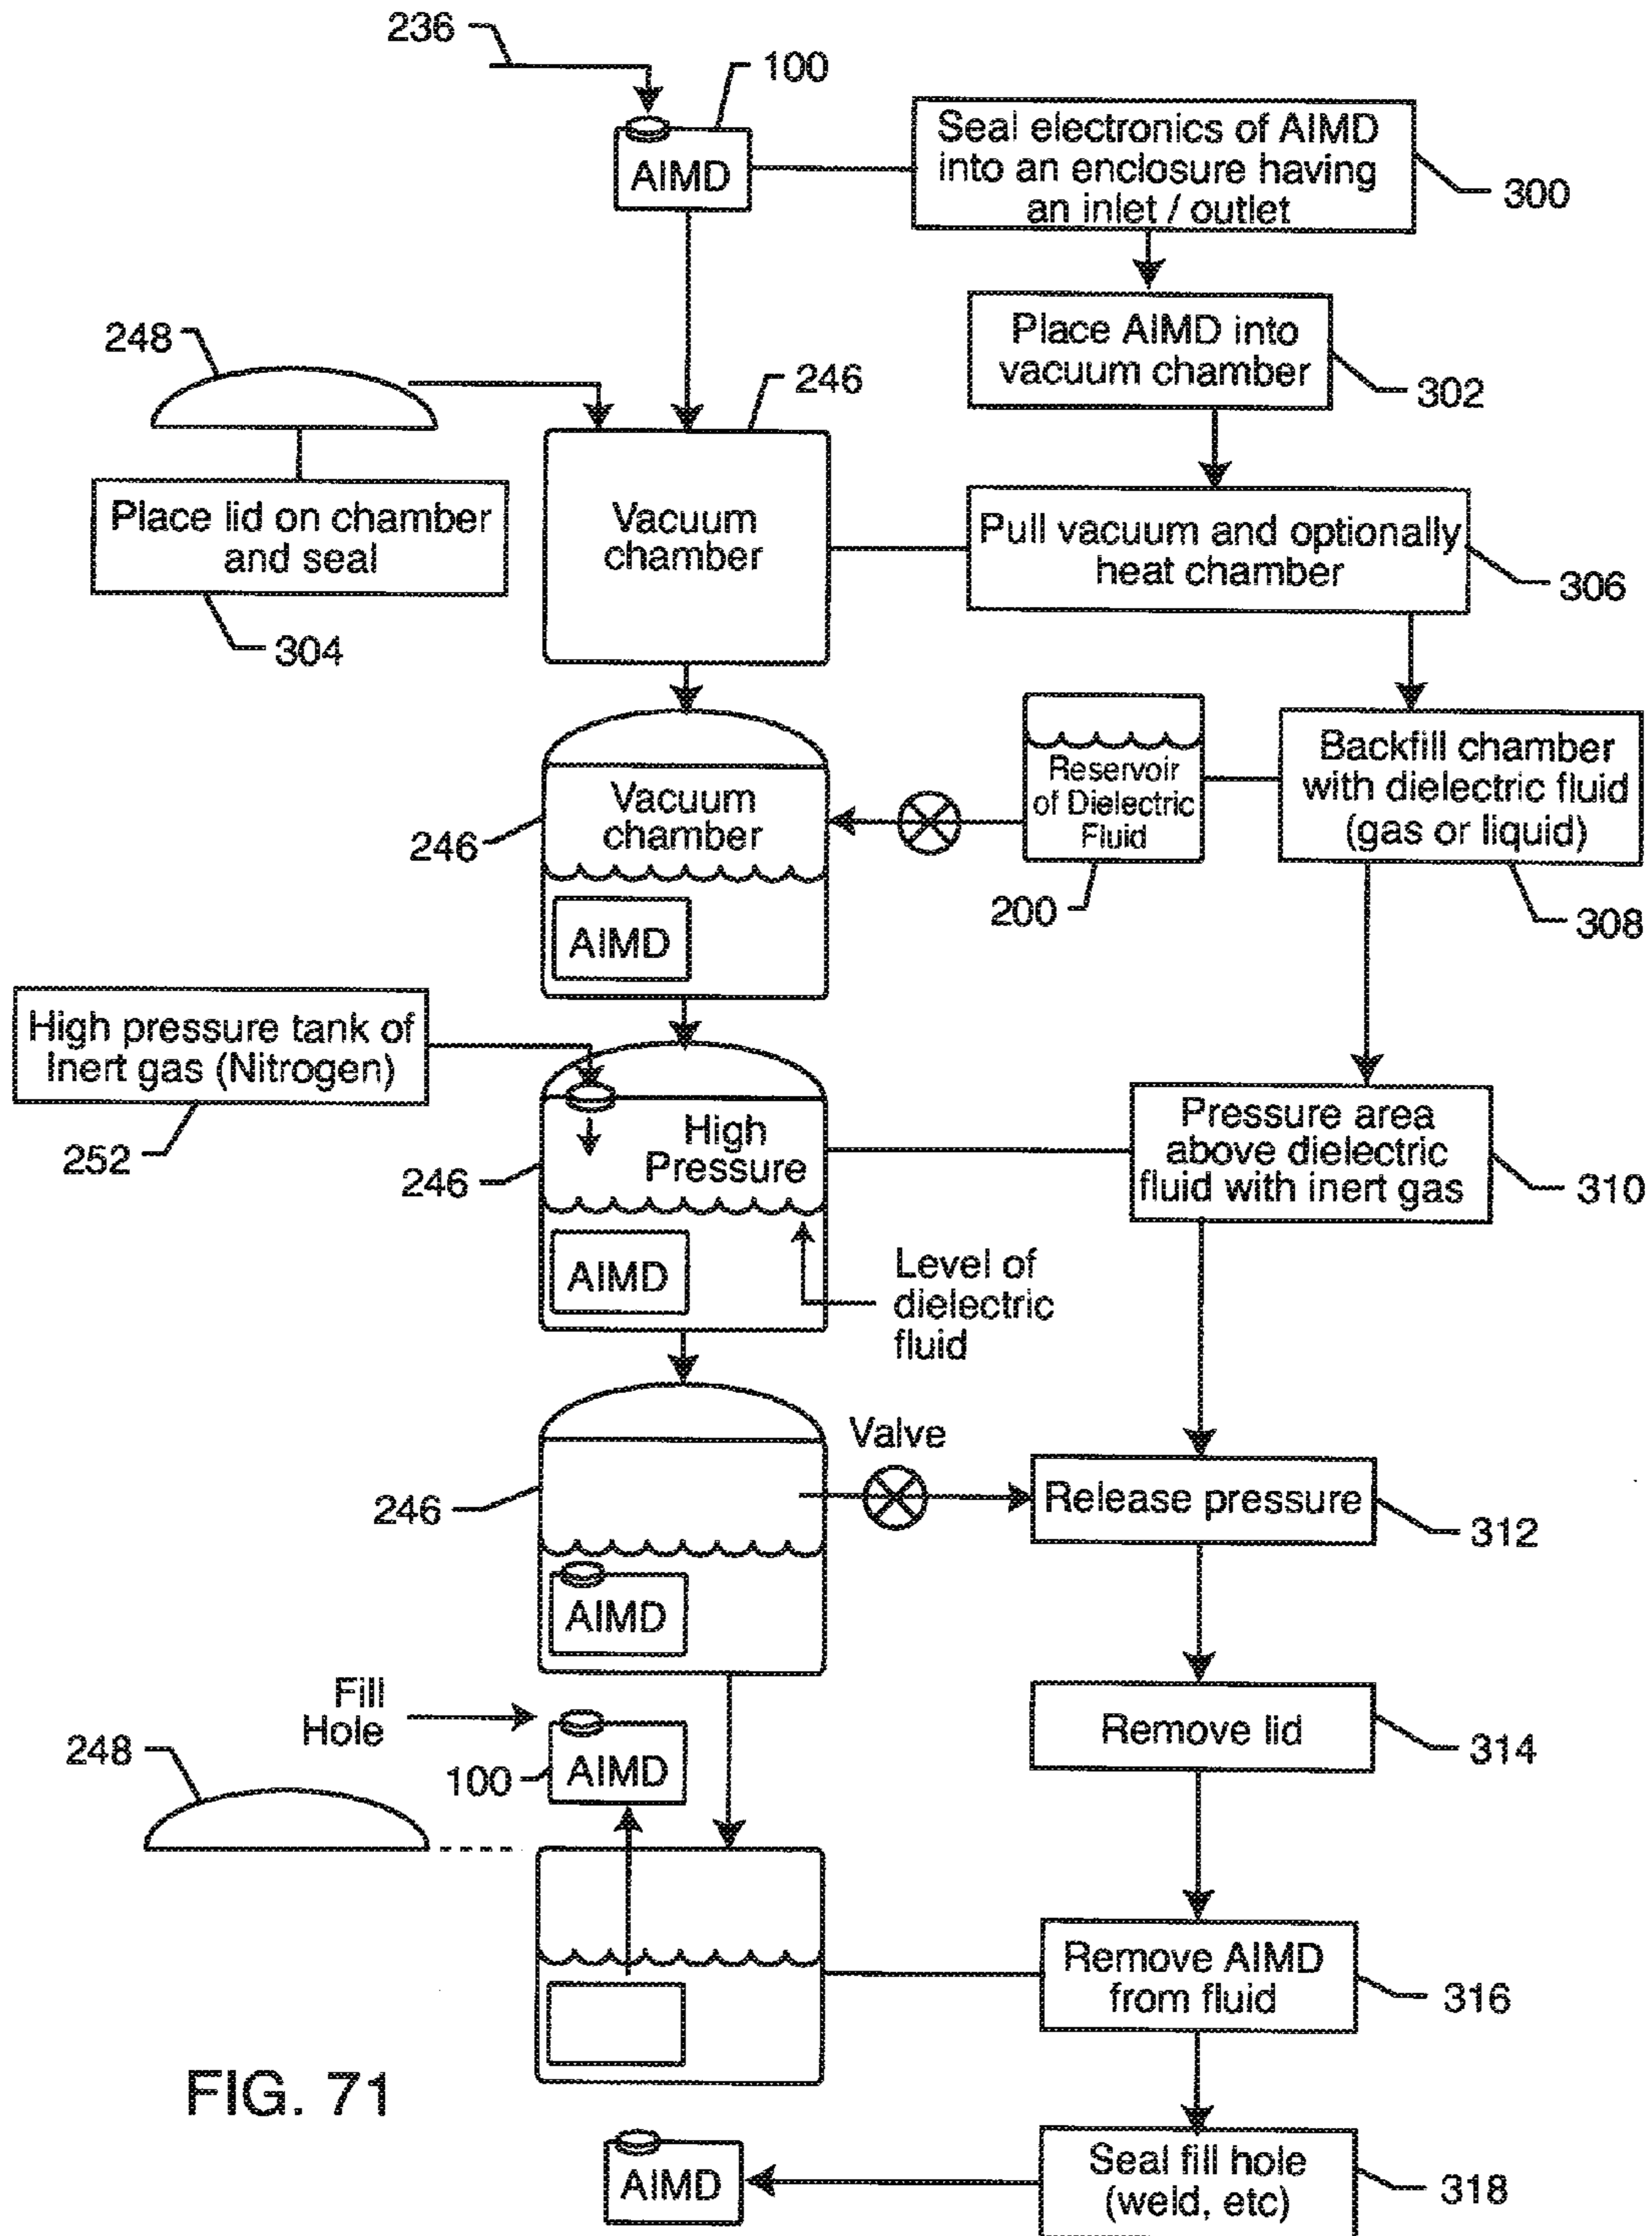 236
100
AIMD
Seal electronics of AIMD
into an enclosure having
an inlet / outlet
300
Place AIMD into
vacuum chamber
302
248
246
Place lid on chamber
and seal
304
Vacuum
chamber
Pull vacuum and optionally
heat chamber
306
Vacuum
chamber
246
AIMD
Reservoir
of Dielectric
Fluid
200
Backfill chamber
with dielectric fluid
(gas or liquid)
308
High pressure tank of
Inert gas (Nitrogen)
252
High
Pressure
246
AIMD
Level of
dielectric
fluid
Pressure area
above dielectric
fluid with inert gas
310
246
AIMD
Valve
Release pressure
312
Fill
Hole
248
100
AIMD
Remove lid
314
Remove AIMD
from fluid
316
FIG. 71
AIMD
Seal fill hole
(weld, etc)
318